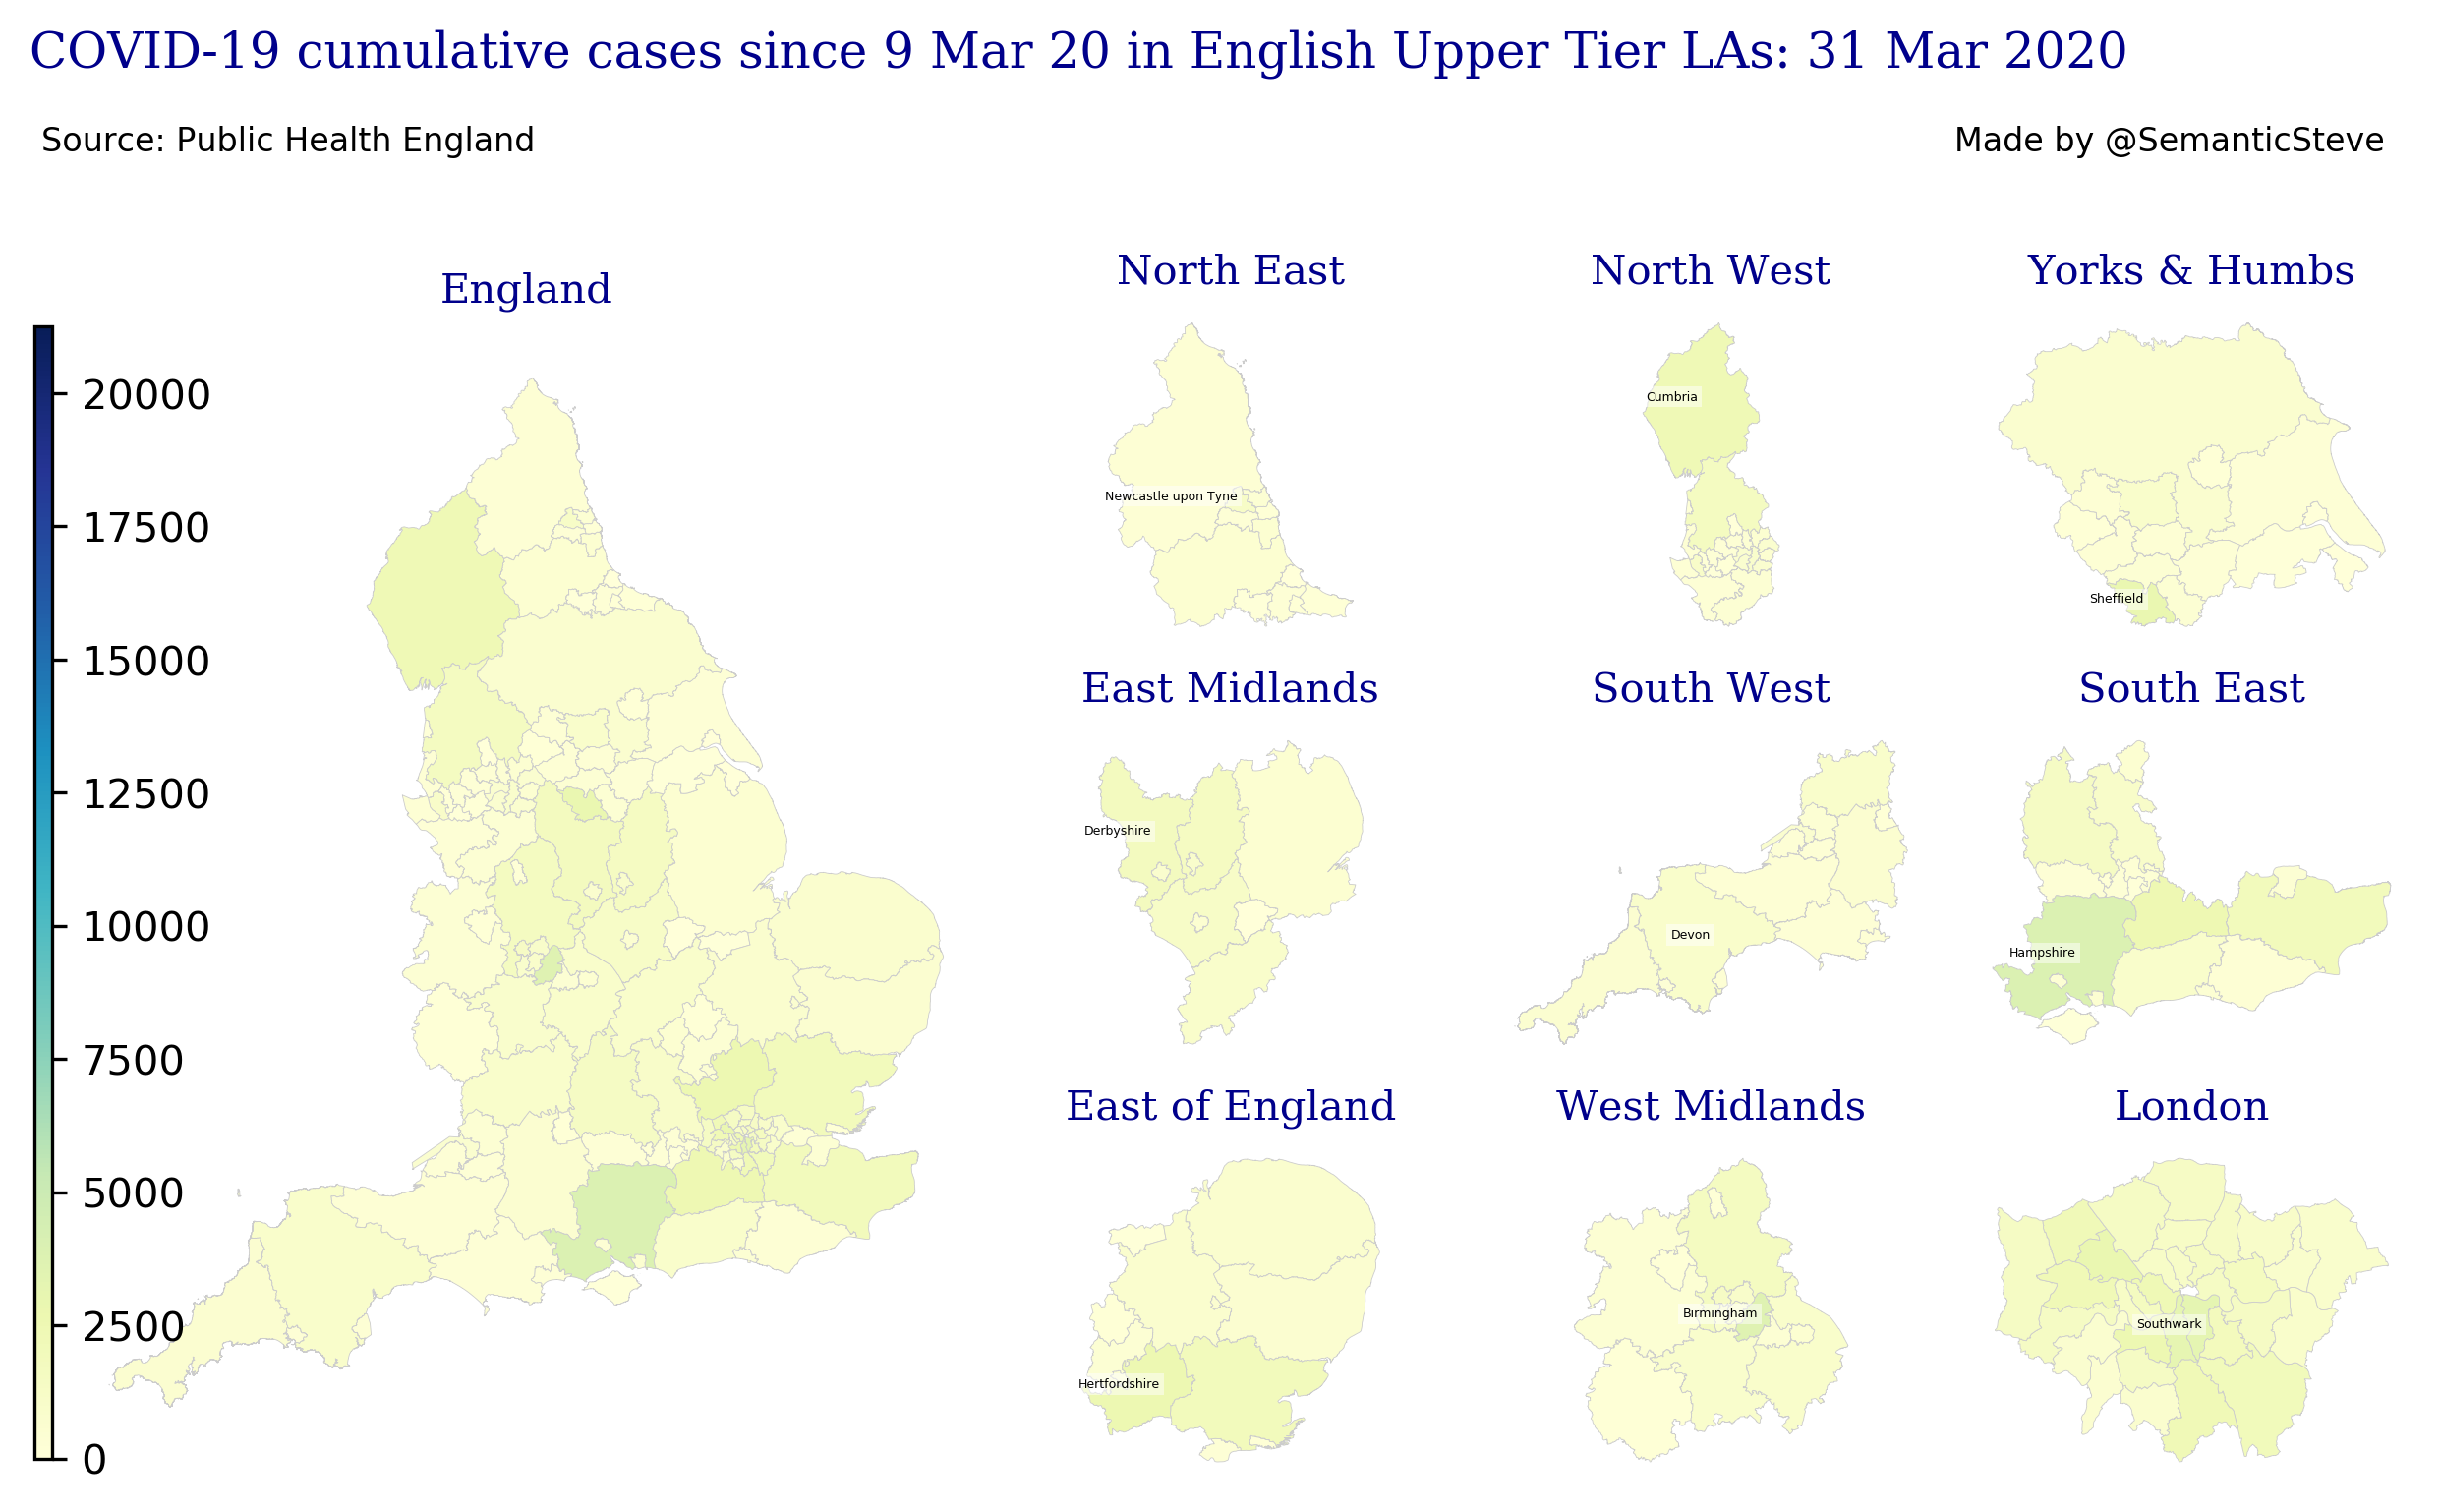 COVID-19 cumulative cases since 9 Mar 20 in English Upper Tier LAs: 31 Mar 2020
Source: Public Health England
Made by @SemanticSteve
England
20000
17500
15000
12500
10000
7500
5000
2500
0
North East
Newcastle upon Tyne
North West
Cumbria
Yorks & Humbs
Sheffield
East Midlands
Derbyshire
South West
Devon
South East
Hampshire
East of England
Hertfordshire
West Midlands
Birmingham
London
Southwark